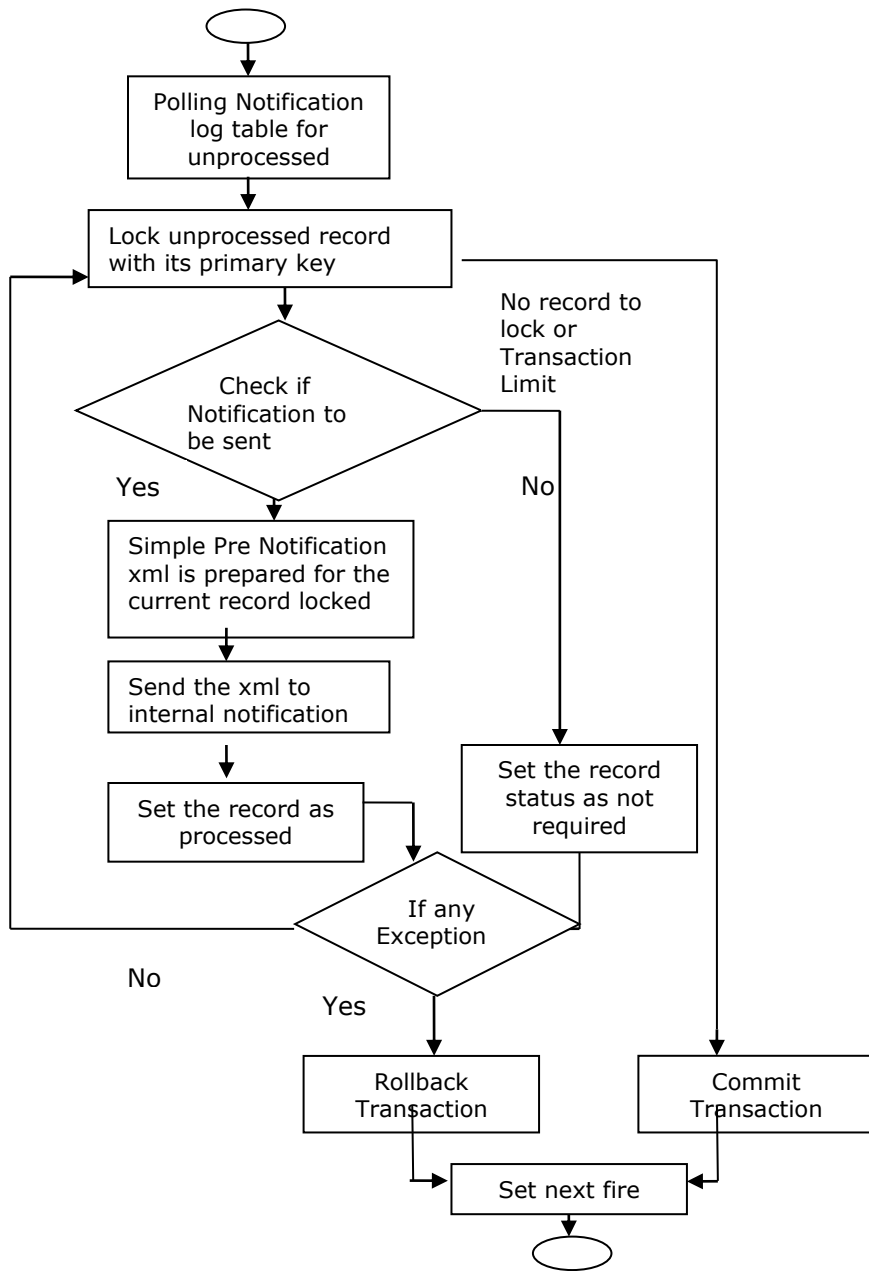 Polling Notification
log table for
unprocessed
Lock unprocessed record
with its primary key
No record to
lock or
Transaction
Limit
Check if
Notification to
be sent
Yes
No
Simple Pre Notification
xml is prepared for the
current record locked
Send the xml to
internal notification
Set the record as
processed
Set the record
status as not
required
If any
Exception
No
Yes
Rollback
Transaction
Commit
Transaction
Set next fire